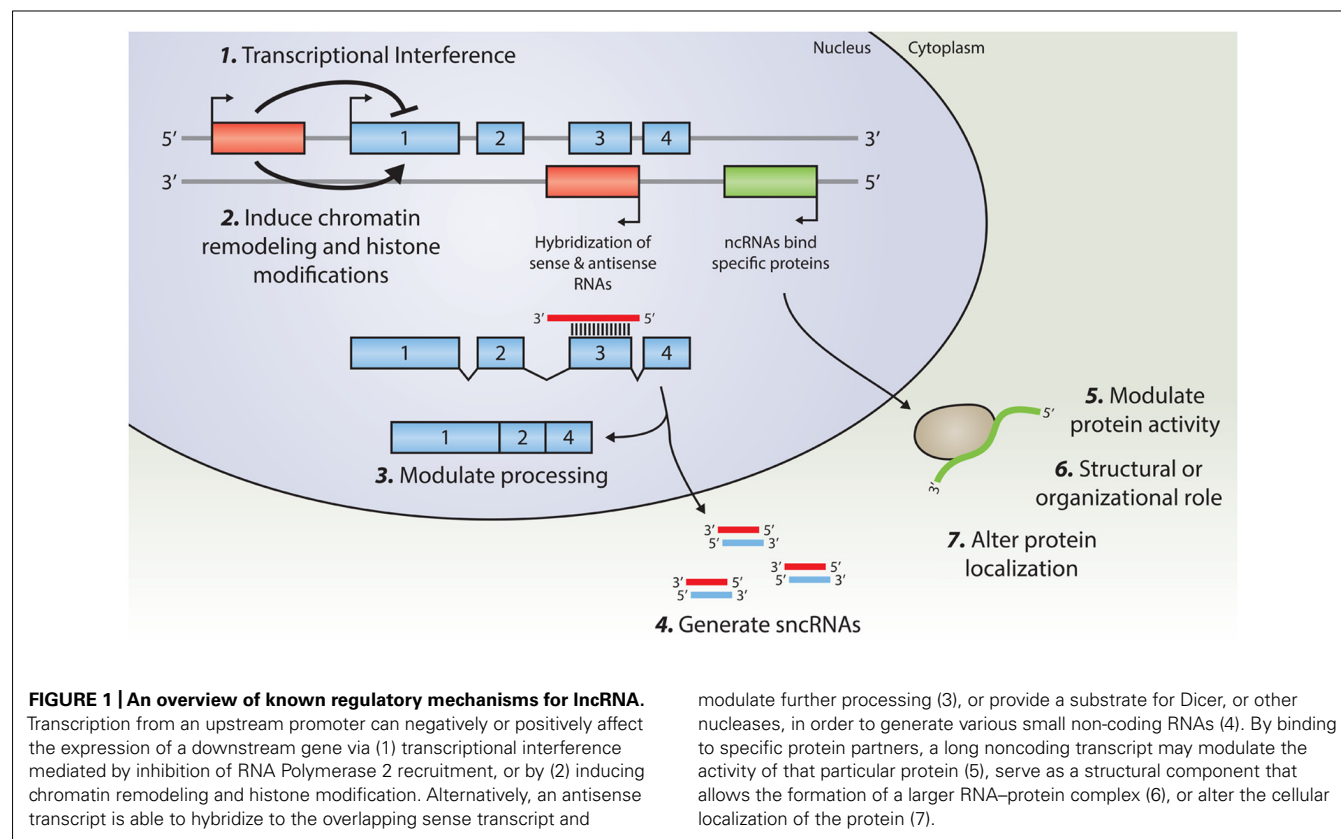 1. Transcriptional Interference
Nucleus
Cytoplasm
5′
1
2
3
4
3′
3′
5′
2. Induce chromatin
remodeling and histone
modifications
Hybridization of
sense & antisense
RNAs
ncRNAs bind
specific proteins
3′
5′
1
2
3
4
1
2
4
3. Modulate processing
5′
3′
5. Modulate
protein activity
6. Structural or
organizational role
7. Alter protein
localization
3′ 5′
5′ 3′
3′ 5′
5′ 3′
3′ 5′
5′ 3′
4. Generate sncRNAs
FIGURE 1 | An overview of known regulatory mechanisms for lncRNA.
Transcription from an upstream promoter can negatively or positively affect
the expression of a downstream gene via (1) transcriptional interference
mediated by inhibition of RNA Polymerase 2 recruitment, or by (2) inducing
chromatin remodeling and histone modification. Alternatively, an antisense
transcript is able to hybridize to the overlapping sense transcript and
modulate further processing (3), or provide a substrate for Dicer, or other
nucleases, in order to generate various small non-coding RNAs (4). By binding
to specific protein partners, a long noncoding transcript may modulate the
activity of that particular protein (5), serve as a structural component that
allows the formation of a larger RNA–protein complex (6), or alter the cellular
localization of the protein (7).